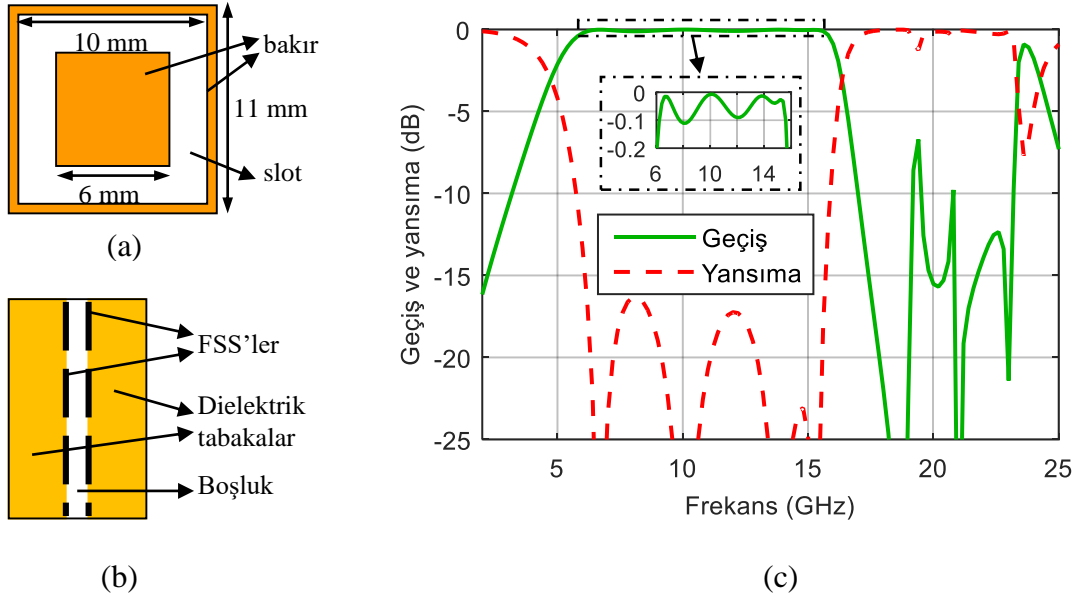 10 mm
bakır
11 mm
6 mm
slot
(a)
FSS’ler
Dielektrik
tabakalar
Boşluk
(b)
Geçiş ve yansıma (dB)
0
-5
-10
-15
-20
-25
0
-0.1
-0.2
6
10
14
Geçiş
Yansıma
5
10
15
20
25
Frekans (GHz)
(c)